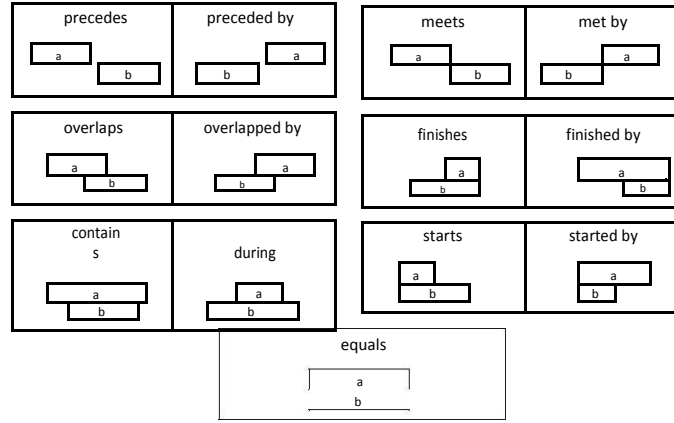 precedes
a
b
preceded by
a
b
meets
a
b
met by
a
b
overlaps
a
b
overlapped by
a
b
finishes
a
b
finished by
a
b
contain
s
a
b
during
a
b
starts
a
b
started by
a
b
equals
a
b